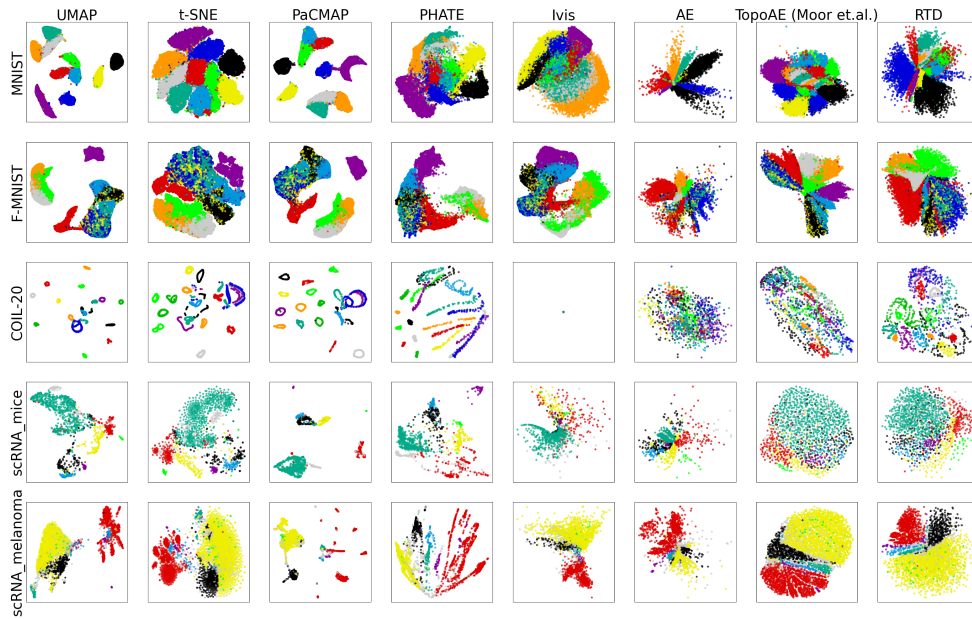 UMAP t-SNE PaCMAP PHATE Ivis AE TopoAE (Moor et.al.) RTD
MNIST
F-MNIST
COIL-20
scRNA_mice
scRNA_melanoma